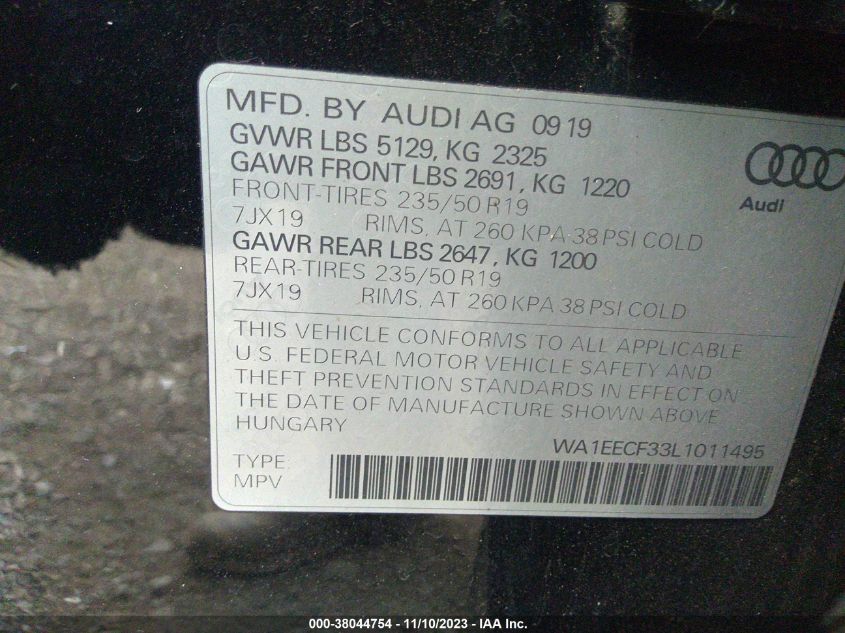 MFD. BY AUDI AG 09 19
GVWR LBS 5129, KG 2325
GAWR FRONT LBS 2691, KG 1220
FRONT-TIRES 235/50 R19
7JX19 RIMS, AT 260 KPA 38 PSI COLD
GAWR REAR LBS 2647, KG 1200
REAR-TIRES 235/50 R19
7JX19 RIMS, AT 260 KPA 38 PSI COLD
Audi
THIS VEHICLE CONFORMS TO ALL APPLICABLE
U.S. FEDERAL MOTOR VEHICLE SAFETY AND
THEFT PREVENTION STANDARDS IN EFFECT ON
THE DATE OF MANUFACTURE SHOWN ABOVE
HUNGARY
WA1EECF33L1011495
TYPE:
MPV
000-38044754 - 11/10/2023 - IAA Inc.